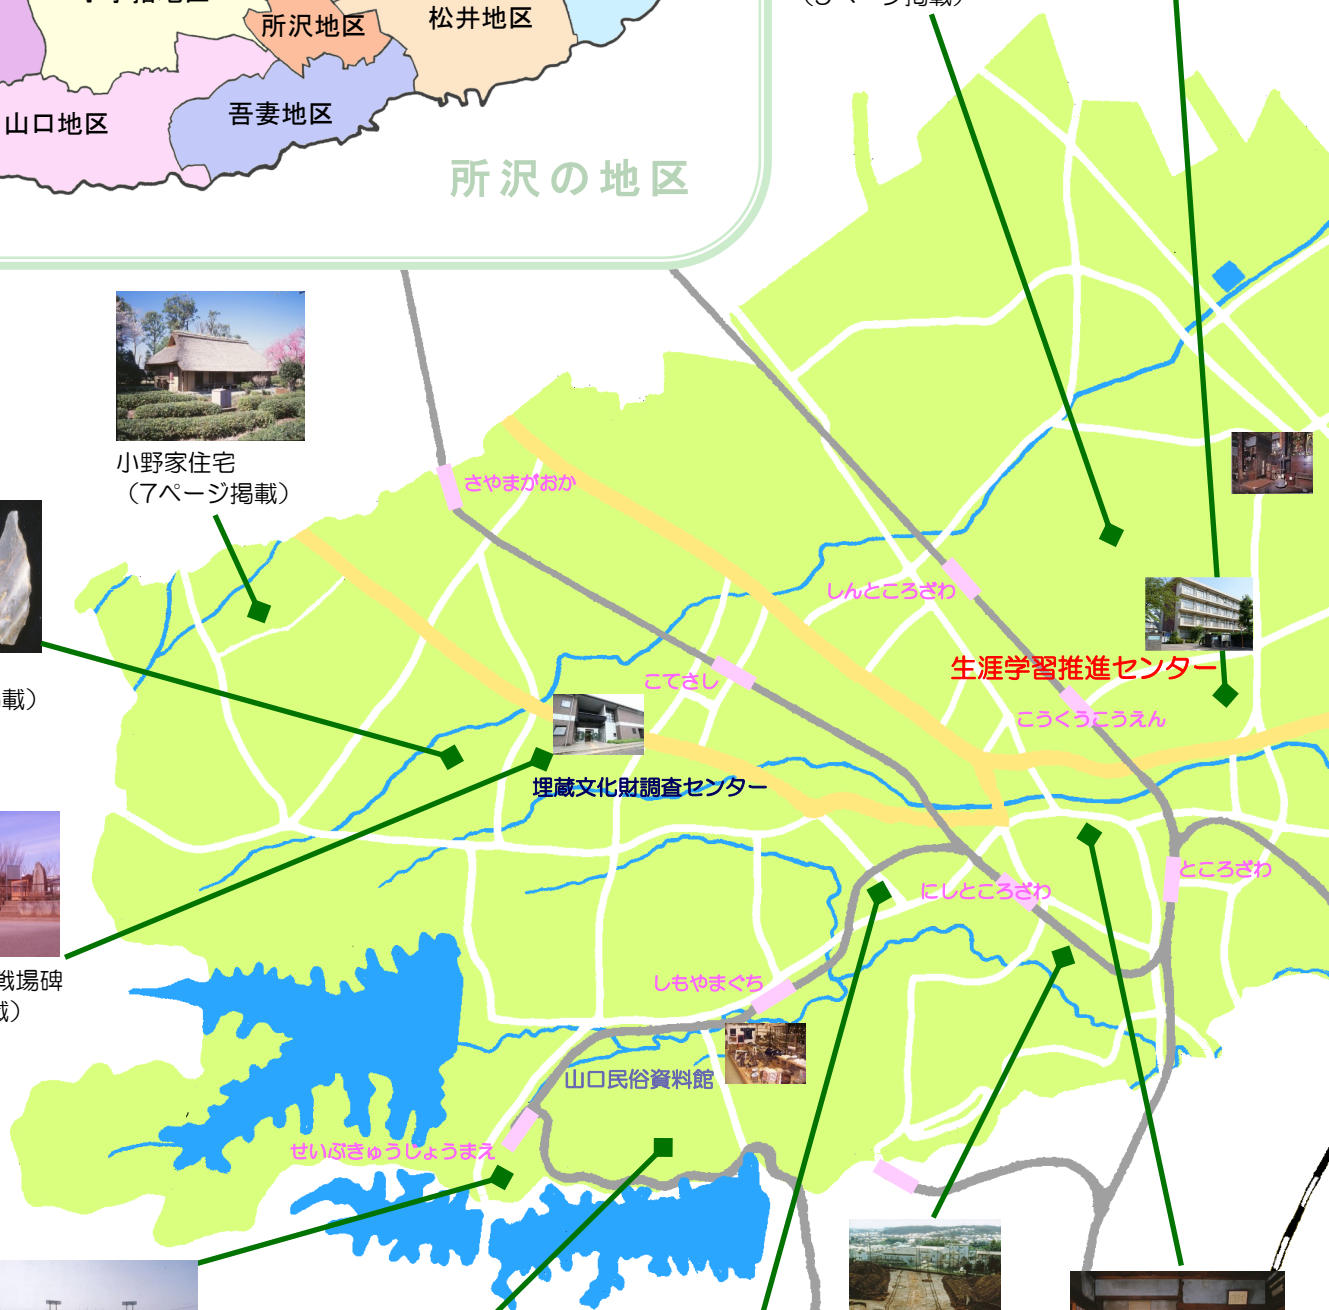 所沢地区
松井地区
山口地区
吾妻地区
所沢の地区
小野家住宅
（7ページ掲載）
さやまがおか
しんところざわ
生涯学習推進センター
こうくうこうえん
こてさし
載）
埋蔵文化財調査センター
ところざわ
にしところざわ
戦場碑
しもやまぐち
山口民俗資料館
せいぶきゅうじょうまえ